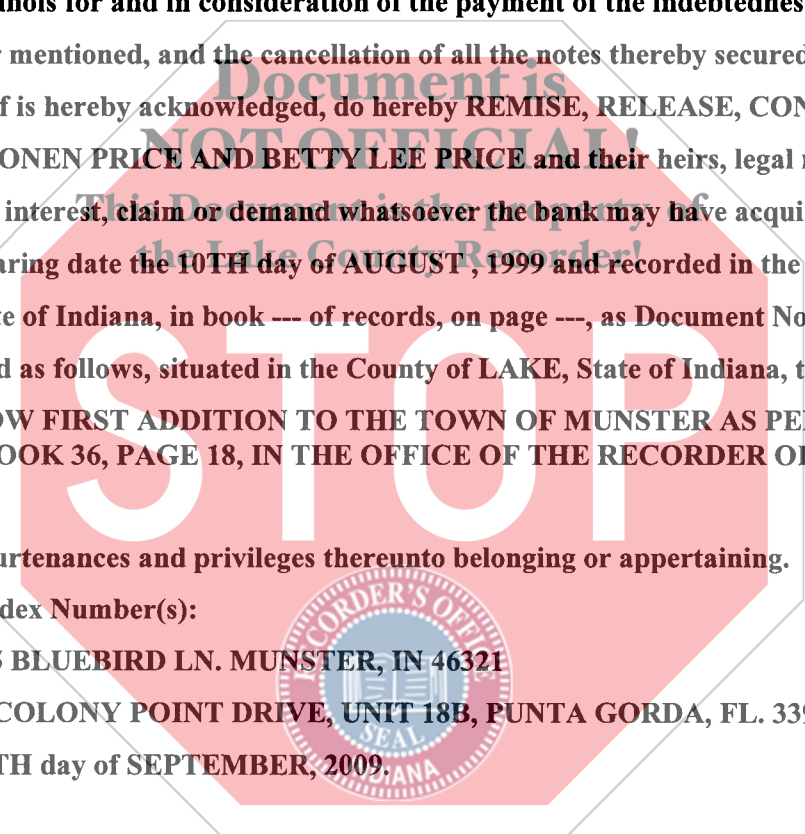 nois for and in consideration of the payment of the indebtednes
mentioned, and the cancellation of all the notes thereby secured
Document is
f is hereby acknowledged, do hereby REMISE, RELEASE, CON
NOT OFFICIAL!
ONEN PRICE AND BETTY LEE PRICE and their heirs, legal
This Document is the property of
interest, claim or demand whatsoever the bank may have acqui
the Lake County Recorder!
aring date the 10TH day of AUGUST , 1999 and recorded in the
te of Indiana, in book --- of records, on page ---, as Document No
d as follows, situated in the County of LAKE, State of Indiana, t
OW FIRST ADDITION TO THE TOWN OF MUNSTER AS PE
OOK 36, PAGE 18, IN THE OFFICE OF THE RECORDER O
STOP
urtenances and privileges thereunto belonging or appertaining.
dex Number(s):
BLUEBIRD LN. MUNSTER, IN 46321
COLONY POINT DRIVE, UNIT 18B, PUNTA GORDA, FL. 339
TH day of SEPTEMBER, 2009.
RECORDER'S OFFICE
SEAL
INDIANA